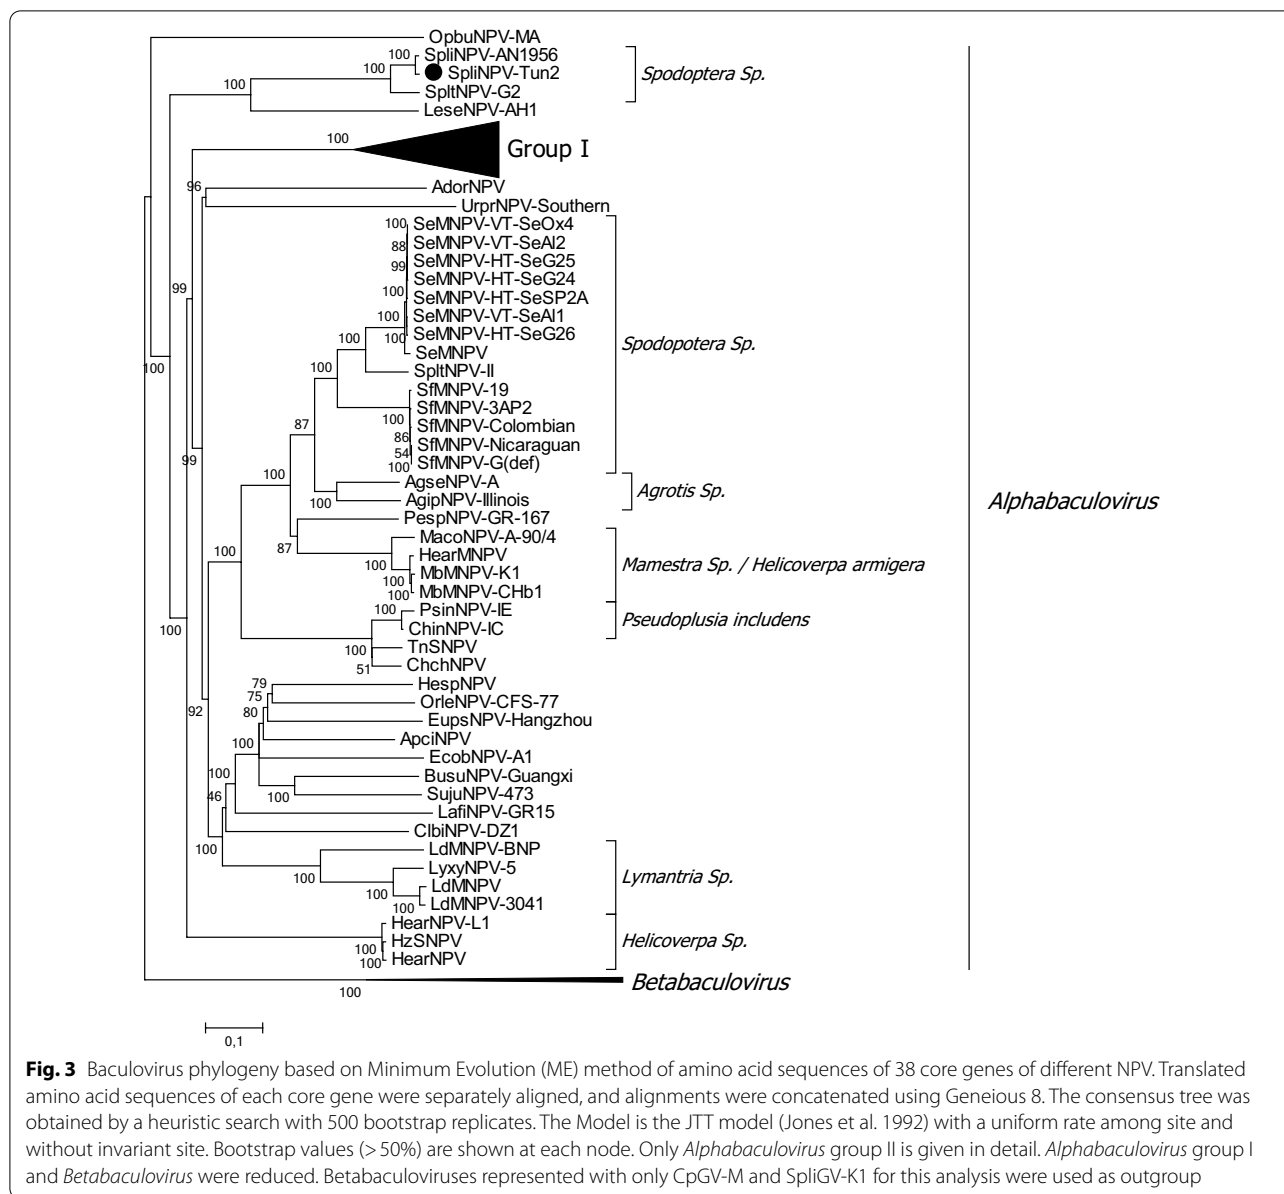 OpbuNPV-MA
100
SpliNPV-AN1956
100
SpliNPV-Tun2
Spodoptera Sp.
100
SpltNPV-G2
LeseNPV-AH1
100
Group I
96
AdorNPV
UrprNPV-Southern
100
SeMNPV-VT-SeOx4
88
SeMNPV-VT-SeAl2
99
SeMNPV-HT-SeG25
SeMNPV-HT-SeG24
99
100
SeMNPV-HT-SeSP2A
100
SeMNPV-VT-SeAl1
100
SeMNPV-HT-SeG26
100
Spodopotera Sp.
SeMNPV
100
100
SpltNPV-II
SfMNPV-19
SfMNPV-3AP2
100
87
SfMNPV-Colombian
86
SfMNPV-Nicaraguan
54
99
SfMNPV-G(def)
100
100
AgseNPV-A
100
Agrotis Sp.
AgipNPV-Illinois
Alphabaculovirus
PespNPV-GR-167
87
MacoNPV-A-90/4
100
HearMNPV
Mamestra Sp. / Helicoverpa armigera
MbMNPV-K1
100
MbMNPV-CHb1
100
100
PsinNPV-IE
Pseudoplusia includens
100
ChinNPV-IC
TnSNPV
100
ChchNPV
51
79
HespNPV
75
OrleNPV-CFS-77
92
80
EupsNPV-Hangzhou
100
ApciNPV
EcobNPV-A1
100
BusuNPV-Guangxi
46
100
SujuNPV-473
LafiNPV-GR15
ClbiNPV-DZ1
100
LdMNPV-BNP
100
LyxyNPV-5
Lymantria Sp.
100
LdMNPV
100
LdMNPV-3041
HearNPV-L1
HzSNPV
Helicoverpa Sp.
100
HearNPV
100
Betabaculovirus
100
0,1
Fig. 3 Baculovirus phylogeny based on Minimum Evolution (ME) method of amino acid sequences of 38 core genes of different NPV. Translated
amino acid sequences of each core gene were separately aligned, and alignments were concatenated using Geneious 8. The consensus tree was
obtained by a heuristic search with 500 bootstrap replicates. The Model is the JTT model (Jones et al. 1992) with a uniform rate among site and
without invariant site. Bootstrap values (> 50%) are shown at each node. Only Alphabaculovirus group II is given in detail. Alphabaculovirus group I
and Betabaculovirus were reduced. Betabaculoviruses represented with only CpGV-M and SpliGV-K1 for this analysis were used as outgroup